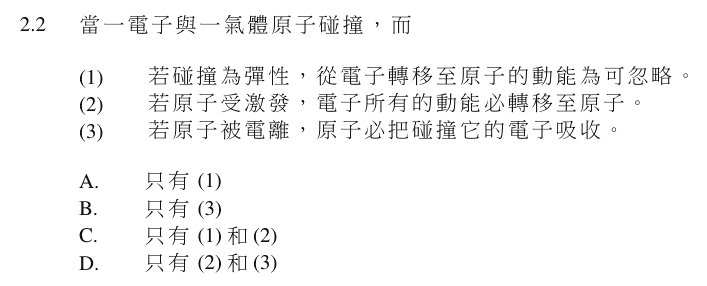 2.2 當一電子與一氣體原子碰撞，而
(1) 若碰撞為彈性，從電子轉移至原子的動能為可忽略。
(2) 若原子受激發，電子所有的動能必轉移至原子。
(3) 若原子被電離，原子必把碰撞它的電子吸收。
A. 只有 (1)
B. 只有 (3)
C. 只有 (1) 和 (2)
D. 只有 (2) 和 (3)